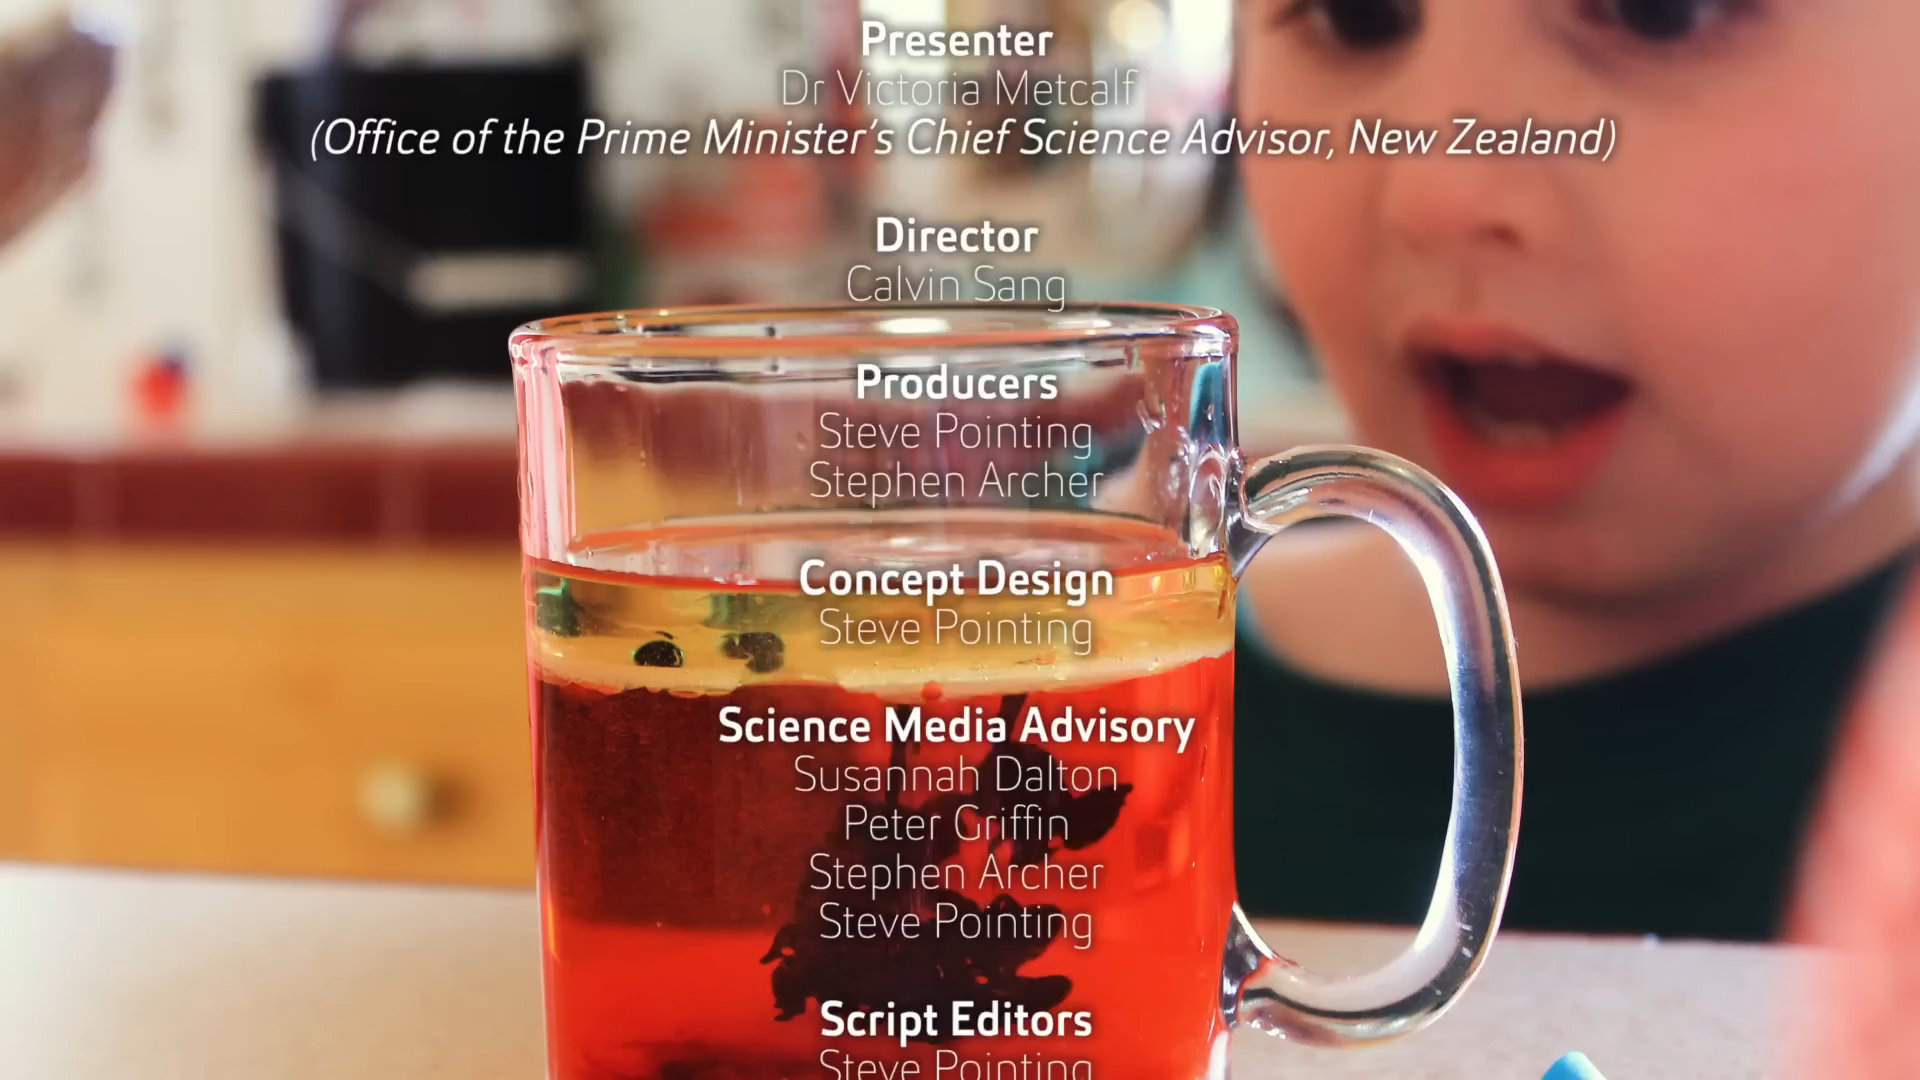 Presenter
Dr Victoria Metcalf
(Office of the Prime Minister's Chief Science Advisor, New Zealand)
Director
Calvin Sang
Producers
Steve Pointing
Stephen Archer
Concept Design
Steve Pointing
Science Media Advisory
Susannah Dalton
Peter Griffin
Stephen Archer
Steve Pointing
Script Editors
Steve Pointing